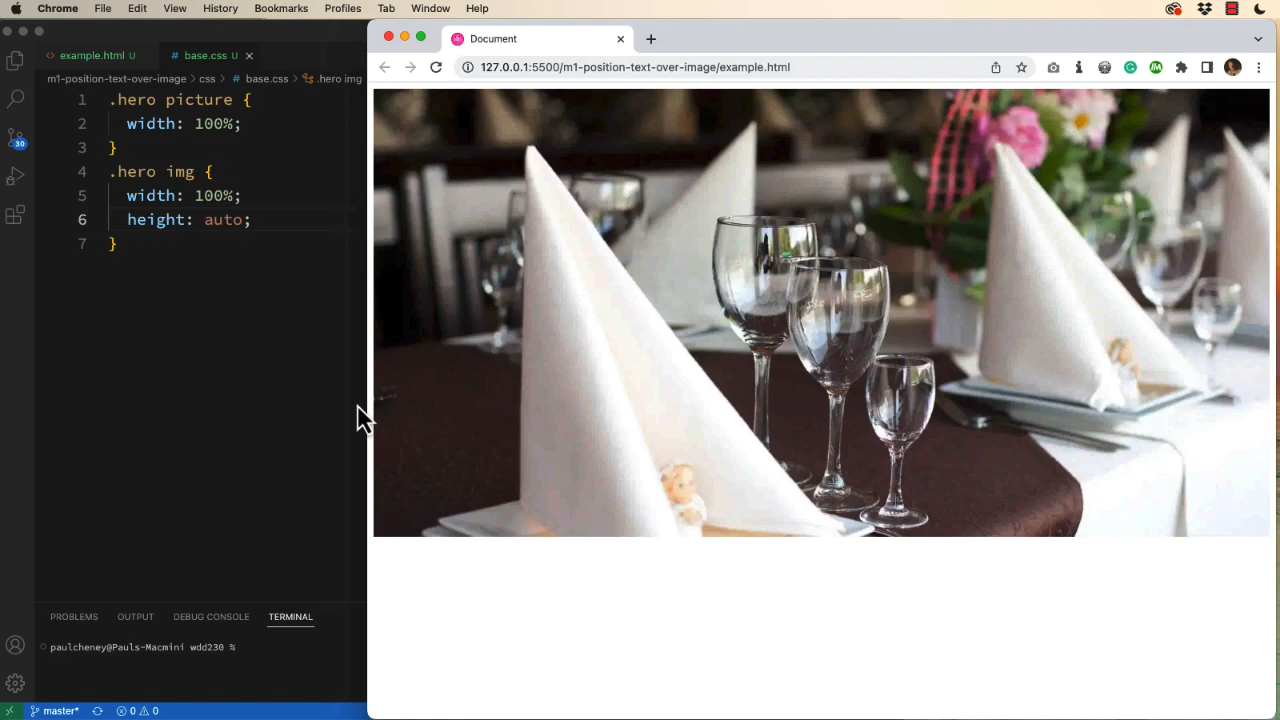 Chrome File Edit View History Bookmarks Profiles Tab Window Help
example.html U # base.css U
m1-position-text-over-image > css > # base.css > .hero img
1 .hero picture {
2 width: 100%;
3 }
4 .hero img {
5 width: 100%;
6 height: auto;
7 }
PROBLEMS OUTPUT DEBUG CONSOLE TERMINAL
paulcheney@Pauls-Macmini wdd230 %
30
master* 0 0
Document
127.0.0.1:5500/m1-position-text-over-image/example.html